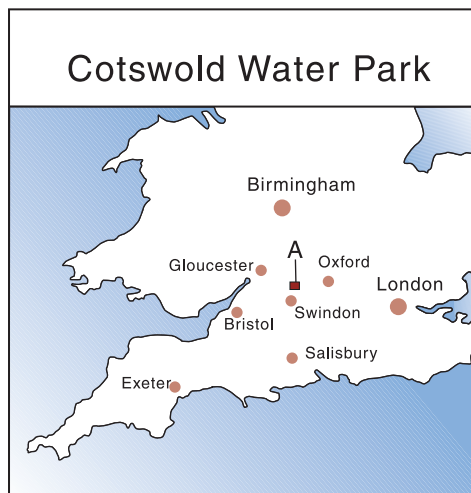 Cotswold Water Park
Birmingham
A
Gloucester
Oxford
London
Swindon
Bristol
Salisbury
Exeter